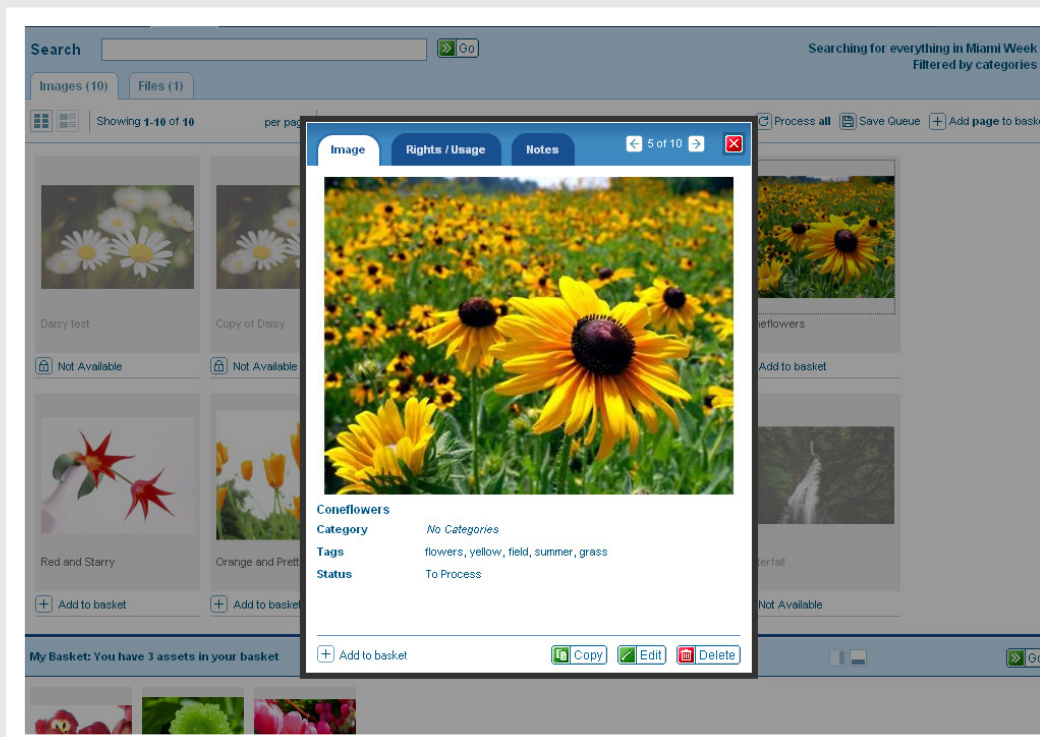 Search
Go
Searching for everything in Miami Week
Filtered by categories
Images (10)
Files (1)
Showing 1-10 of 10
per pag
Process all
Save Queue
Add page to bask
Image
Rights / Usage
Notes
5 of 10
Daisy test
Copy of Daisy
neflowers
Not Available
Not Available
Add to basket
Coneflowers
Category No Categories
Tags flowers, yellow, field, summer, grass
Status To Process
Red and Starry
Orange and Prett
terfall
Add to basket
Add to basket
Not Available
Add to basket
Copy
Edit
Delete
My Basket: You have 3 assets in your basket
Go